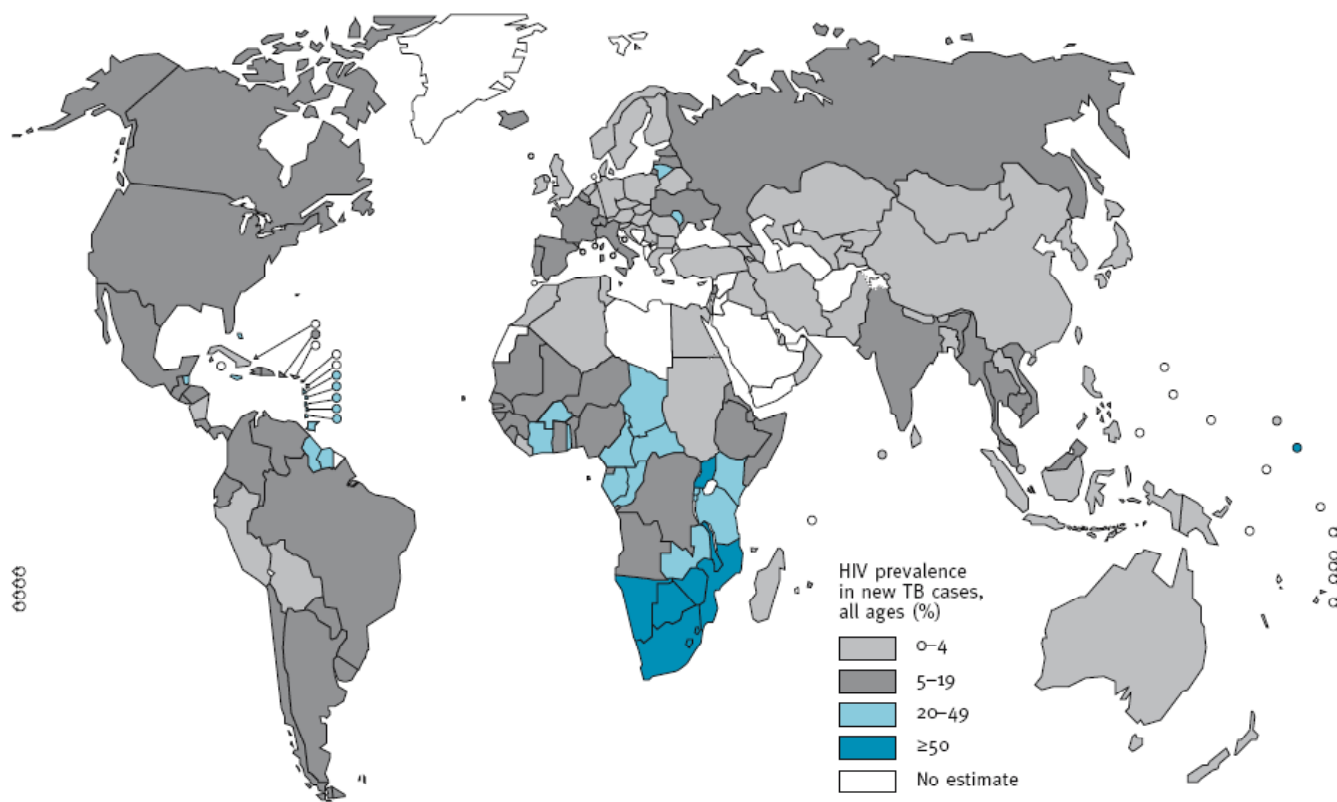 HIV prevalence
in new TB cases,
all ages (%)
0–4
5–19
20–49
≥50
No estimate